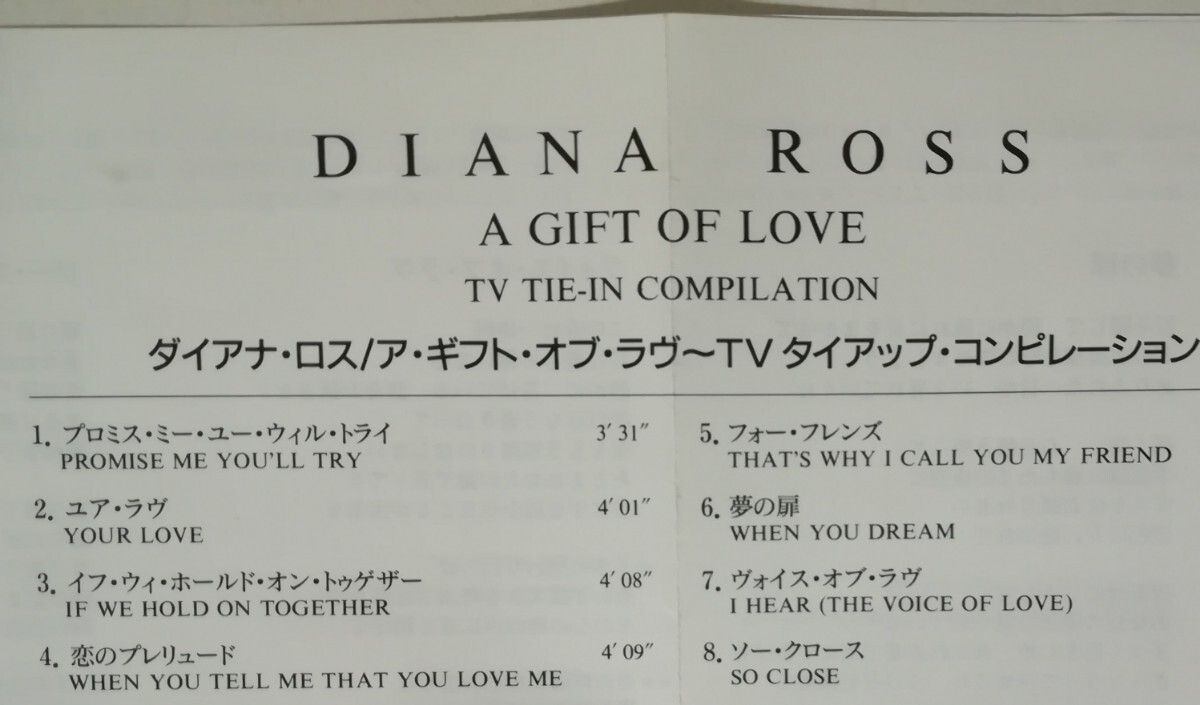 DIANA ROSS
A GIFT OF LOVE
TV TIE-IN COMPILATION
ダイアナ・ロス/ア・ギフト・オブ・ラヴ〜TVタイアップ・コンピレーション
1. プロミス・ミー・ユー・ウィル・トライ 3′31″
PROMISE ME YOU'LL TRY
2. ユア・ラヴ 4′01″
YOUR LOVE
3. イフ・ウィ・ホールド・オン・トゥゲザー 4′08″
IF WE HOLD ON TOGETHER
4. 恋のプレリュード 4′09″
WHEN YOU TELL ME THAT YOU LOVE ME
5. フォー・フレンズ
THAT'S WHY I CALL YOU MY FRIEND
6. 夢の扉
WHEN YOU DREAM
7. ヴォイス・オブ・ラヴ
I HEAR (THE VOICE OF LOVE)
8. ソー・クロース
SO CLOSE